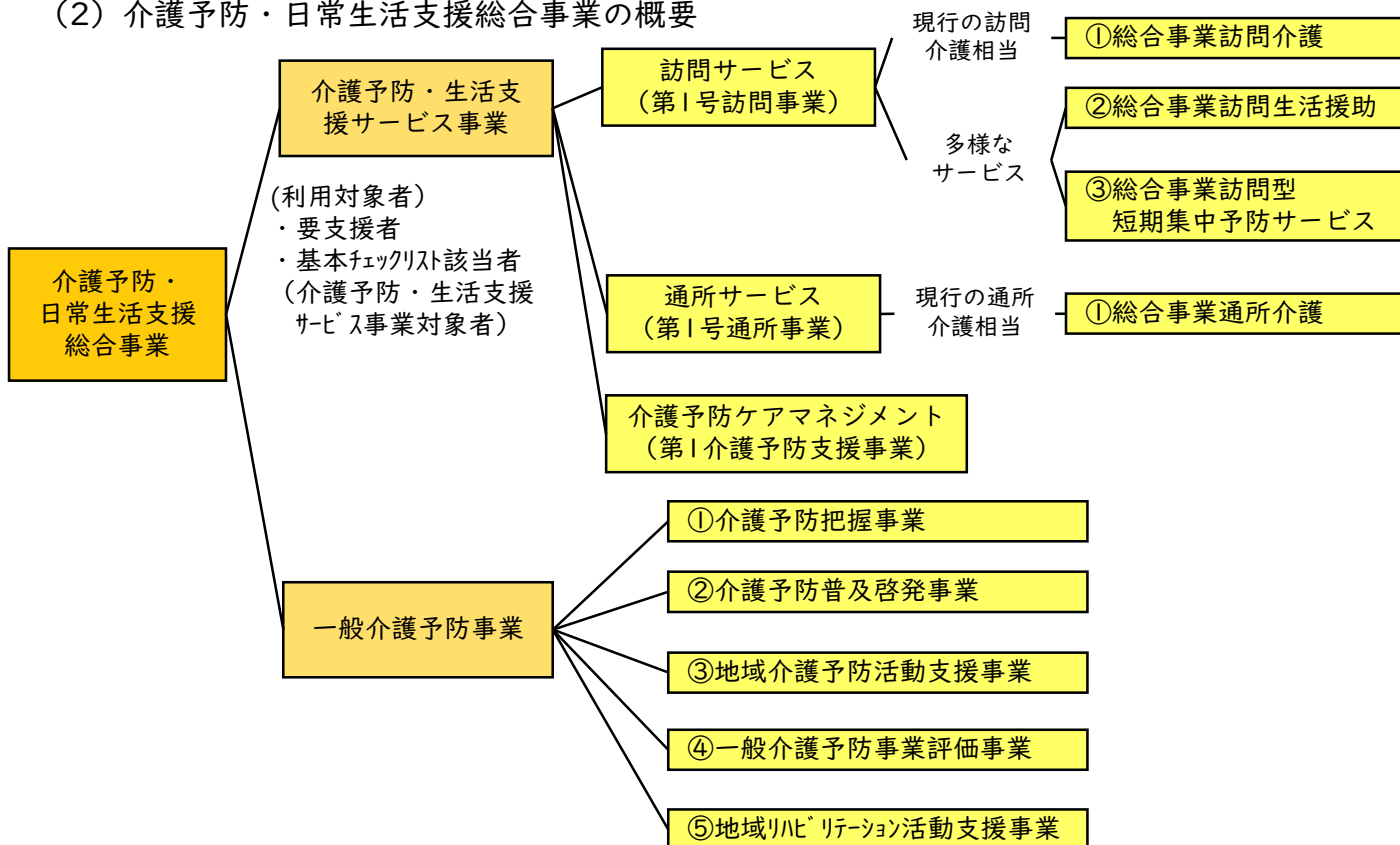 （2）介護予防・日常生活支援総合事業の概要
介護予防・
日常生活支援
総合事業
介護予防・生活支
援サービス事業
(利用対象者）
・要支援者
・基本ﾁｪｯｸﾘｽﾄ該当者
（介護予防・生活支援
ｻｰﾋﾞｽ事業対象者）
訪問サービス
（第1号訪問事業）
現行の訪問
介護相当
①総合事業訪問介護
多様な
サービス
②総合事業訪問生活援助
③総合事業訪問型
短期集中予防サービス
通所サービス
（第1号通所事業）
現行の通所
介護相当
①総合事業通所介護
介護予防ケアマネジメント
（第1介護予防支援事業）
一般介護予防事業
①介護予防把握事業
②介護予防普及啓発事業
③地域介護予防活動支援事業
④一般介護予防事業評価事業
⑤地域ﾘﾊﾋﾞﾘﾃｰｼｮﾝ活動支援事業